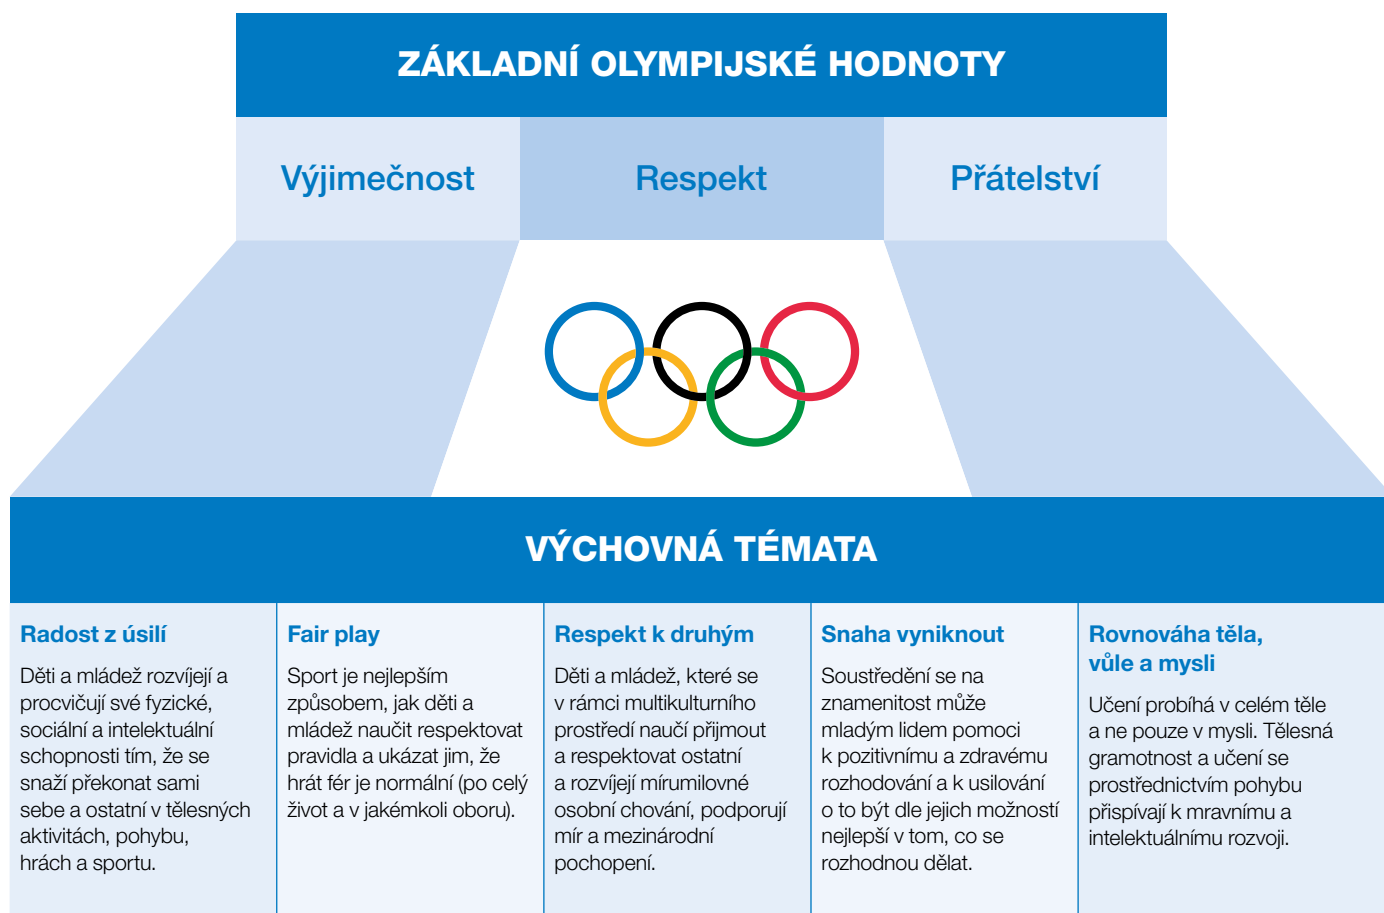 ZÁKLADNÍ OLYMPIJSKÉ HODNOTY
Výjimečnost
Respekt
Přátelství
VÝCHOVNÁ TÉMATA
Radost z úsilí
Děti a mládež rozvíjejí a
procvičují své fyzické,
sociální a intelektuální
schopnosti tím, že se
snaží překonat sami
sebe a ostatní v tělesných
aktivitách, pohybu,
hrách a sportu.
Fair play
Sport je nejlepším
způsobem, jak děti a
mládež naučit respektovat
pravidla a ukázat jim, že
hrát fér je normální (po celý
život a v jakémkoli oboru).
Respekt k druhým
Děti a mládež, které se
v rámci multikulturního
prostředí naučí přijmout
a respektovat ostatní
a rozvíjejí mírumilovné
osobní chování, podporují
mír a mezinárodní
pochopení.
Snaha vyniknout
Soustředění se na
znamenitost může
mladým lidem pomoci
k pozitivnímu a zdravému
rozhodování a k usilování
o to být dle jejich možností
nejlepší v tom, co se
rozhodnou dělat.
Rovnováha těla,
vůle a mysli
Učení probíhá v celém těle
a ne pouze v mysli. Tělesná
gramotnost a učení se
prostřednictvím pohybu
přispívají k mravnímu a
intelektuálnímu rozvoji.